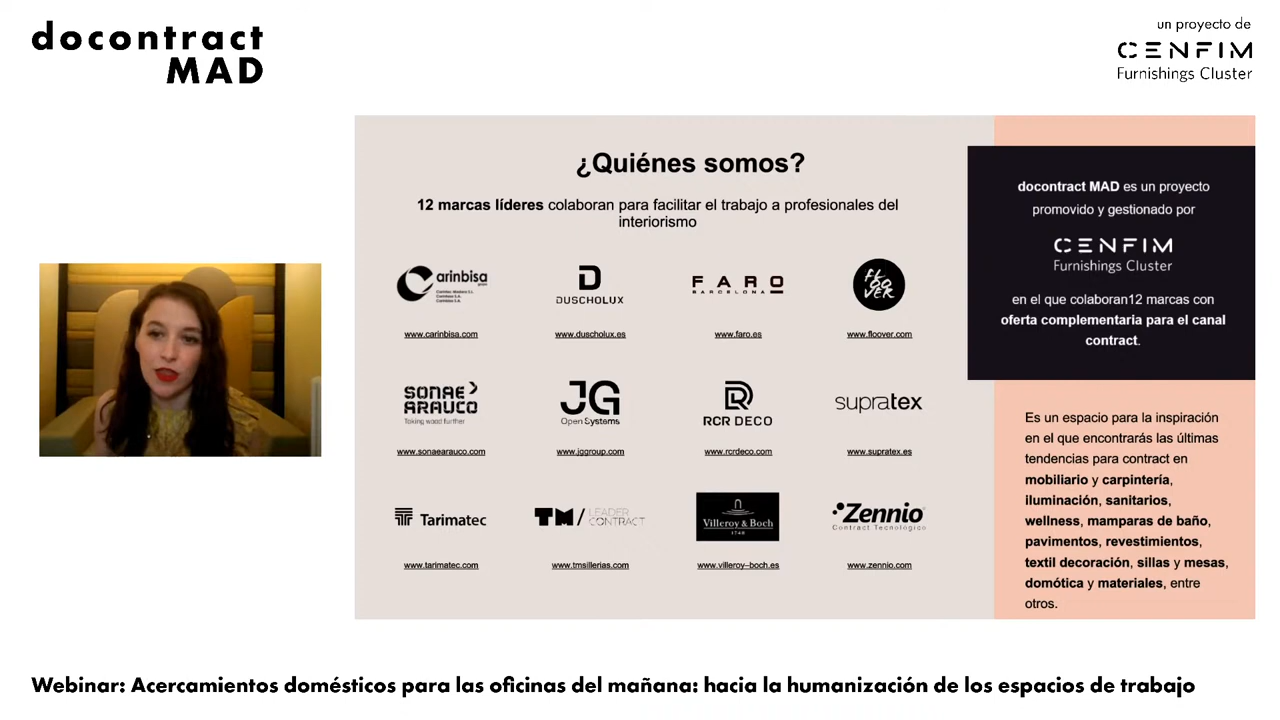 docontract
MAD
un proyecto de
CENFIM
Furnishings Cluster
¿Quiénes somos?
12 marcas líderes colaboran para facilitar el trabajo a profesionales del
interiorismo
arinbisa
www.carinbisa.com
DUSCHOLUX
www.duscholux.es
FARO
BARCELONA
www.faro.es
FLOOVER
www.floover.com
SONAE
ARAUCO
Taking wood further
www.sonaearauco.com
JG
Open Systems
www.jggroup.com
RCR DECO
www.rcrdeco.com
supratex
www.supratex.es
Tarimatec
www.tarimatec.com
TM/
LEADER
CONTRACT
www.tmsillerias.com
Villeroy & Boch
1748
www.villeroy–boch.es
Zennio
Contract Tecnológico
www.zennio.com
docontract MAD es un proyecto
promovido y gestionado por
CENFIM
Furnishings Cluster
en el que colaboran12 marcas con
oferta complementaria para el canal
contract.
Es un espacio para la inspiración
en el que encontrarás las últimas
tendencias para contract en
mobiliario y carpintería,
iluminación, sanitarios,
wellness, mamparas de baño,
pavimentos, revestimientos,
textil decoración, sillas y mesas,
domótica y materiales, entre
otros.
Webinar: Acercamientos domésticos para las oficinas del mañana: hacia la humanización de los espacios de trabajo